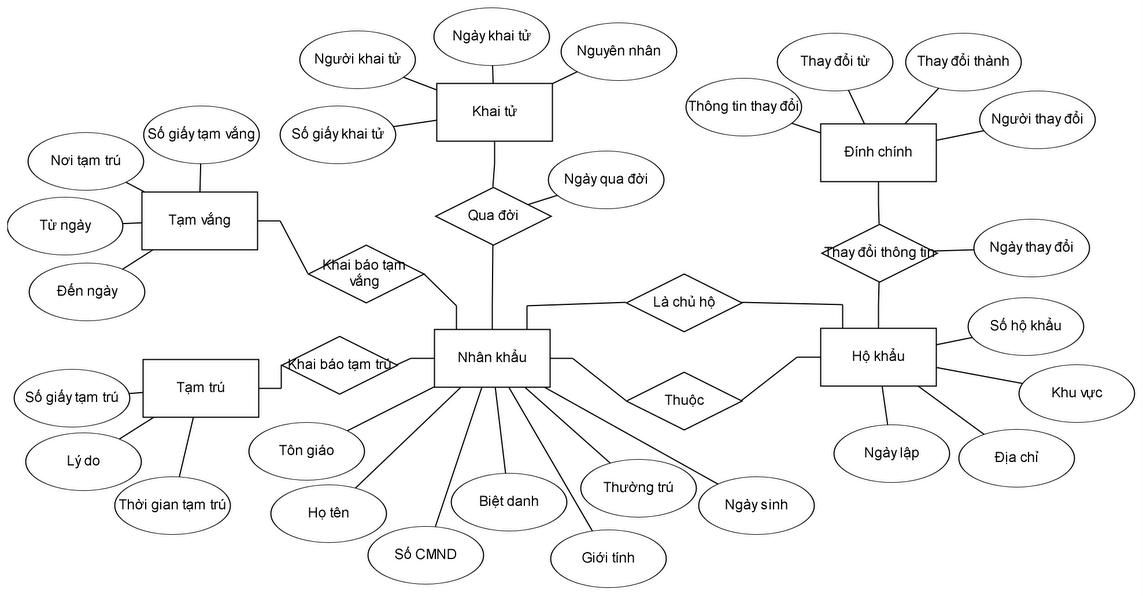 Ngày khai tử
Người khai tử
Nguyên nhân
Khai tử
Số giấy khai tử
Thay đổi từ
Thay đổi thành
Thông tin thay đổi
Người thay đổi
Đính chính
Số giấy tạm vắng
Nơi tạm trú
Từ ngày
Tạm vắng
Đến ngày
Ngày qua đời
Qua đời
Khai báo tạm
vắng
Thay đổi thông tin
Ngày thay đổi
Là chủ hộ
Số hộ khẩu
Khai báo tạm trú
Nhân khẩu
Hộ khẩu
Tạm trú
Số giấy tạm trú
Thuộc
Khu vực
Lý do
Tôn giáo
Ngày lập
Địa chỉ
Thời gian tạm trú
Họ tên
Biệt danh
Thường trú
Ngày sinh
Số CMND
Giới tính